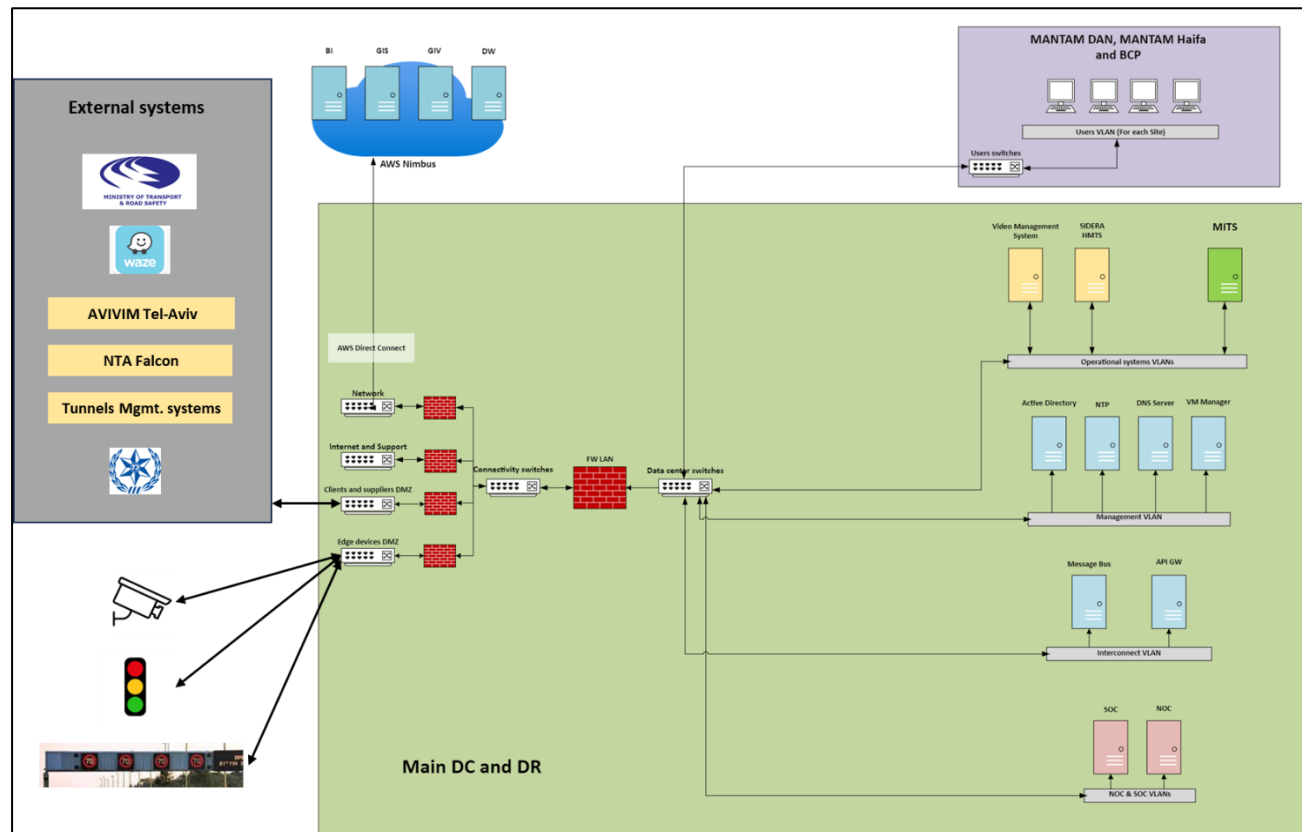 BI
GIS
GIV
DW
AWS Nimbus
MANTAM DAN, MANTAM Haifa
and BCP
Users VLAN (For each Site)
Users switches
External systems
MINISTRY OF TRANSPORT
& ROAD SAFETY
waze
AVIVIM Tel-Aviv
NTA Falcon
Tunnels Mgmt. systems
AWS Direct Connect
Network
Internet and Support
Clients and suppliers DMZ
Edge devices DMZ
Connectivity switches
FW LAN
Data center switches
Video Management
System
SIDERA
HMTS
MITS
Operational systems VLANs
Active Directory
NTP
DNS Server
VM Manager
Management VLAN
Message Bus
API GW
Interconnect VLAN
SOC
NOC
NOC & SOC VLANs
70
70
70
70
Main DC and DR